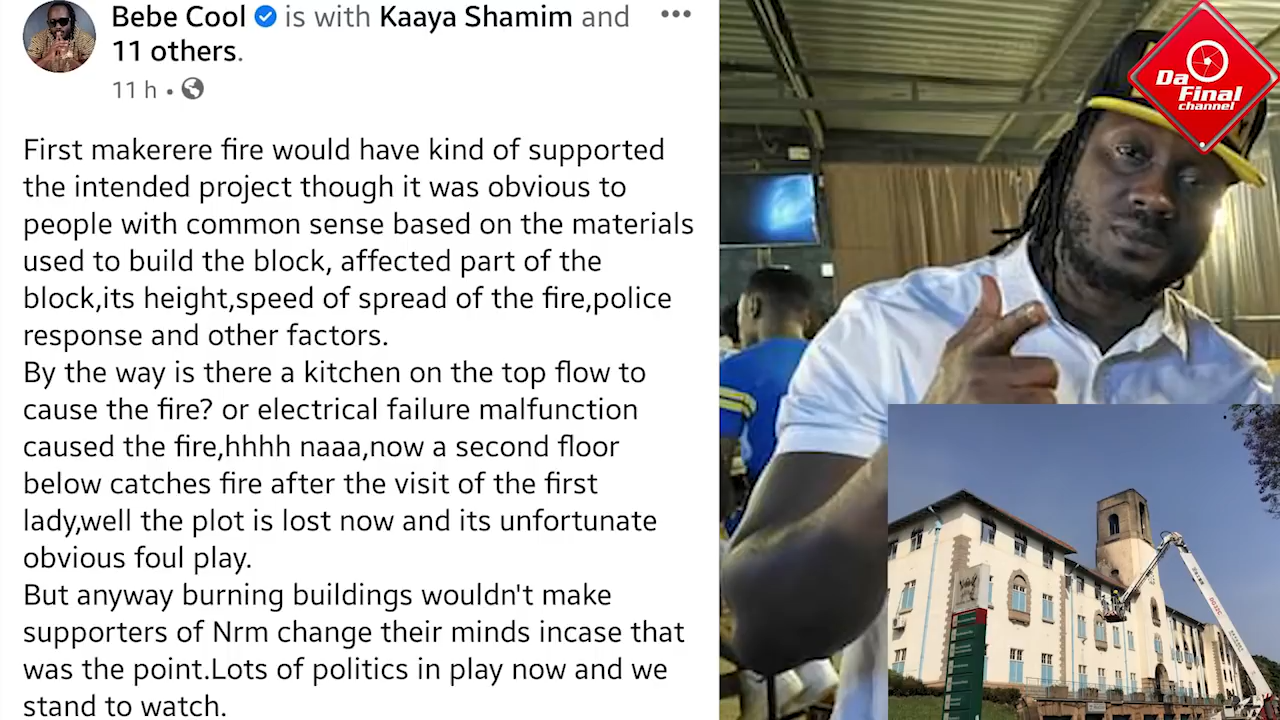 Bebe Cool is with Kaaya Shamim and
11 others.
11 h •
First makerere fire would have kind of supported
the intended project though it was obvious to
people with common sense based on the materials
used to build the block, affected part of the
block,its height,speed of spread of the fire,police
response and other factors.
By the way is there a kitchen on the top flow to
cause the fire? or electrical failure malfunction
caused the fire,hhhh naaa,now a second floor
below catches fire after the visit of the first
lady,well the plot is lost now and its unfortunate
obvious foul play.
But anyway burning buildings wouldn't make
supporters of Nrm change their minds incase that
was the point.Lots of politics in play now and we
stand to watch.
Da
Final
channel